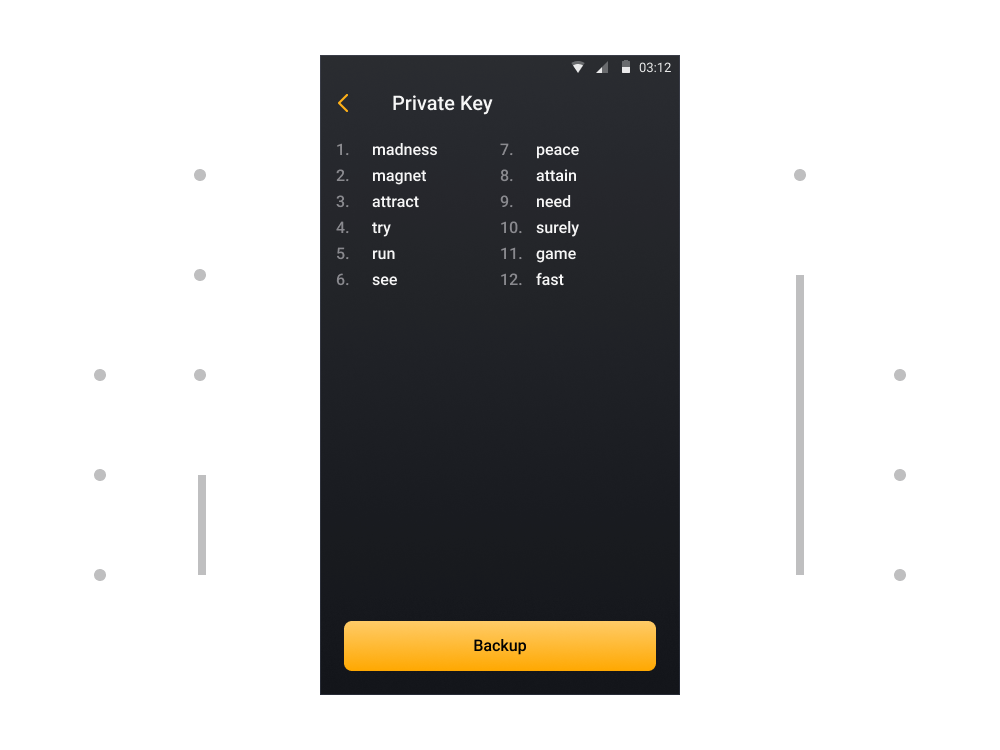 03:12
Private Key
1. madness
2. magnet
3. attract
4. try
5. run
6. see
7. peace
8. attain
9. need
10. surely
11. game
12. fast
Backup